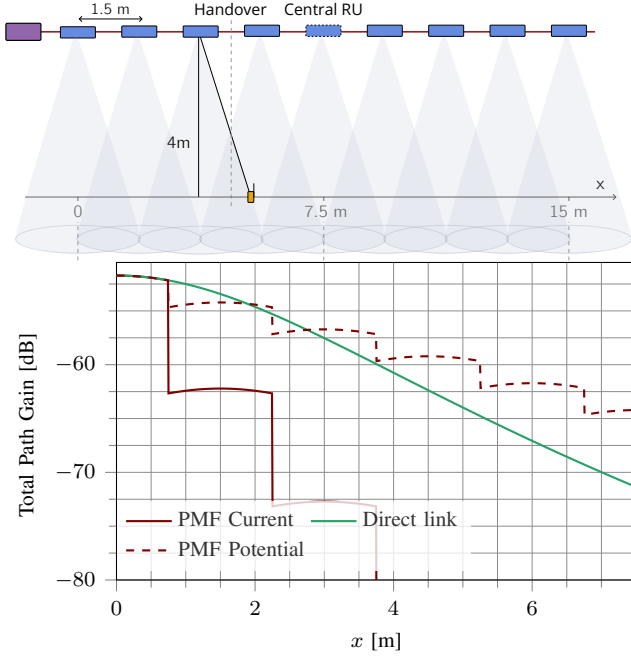 Handover Central RU
1.5 m
4m
x
0 7.5 m 15 m
Total Path Gain [dB]
−60
−70
−80
PMF Current Direct link
PMF Potential
0 2 4 6
x [m]